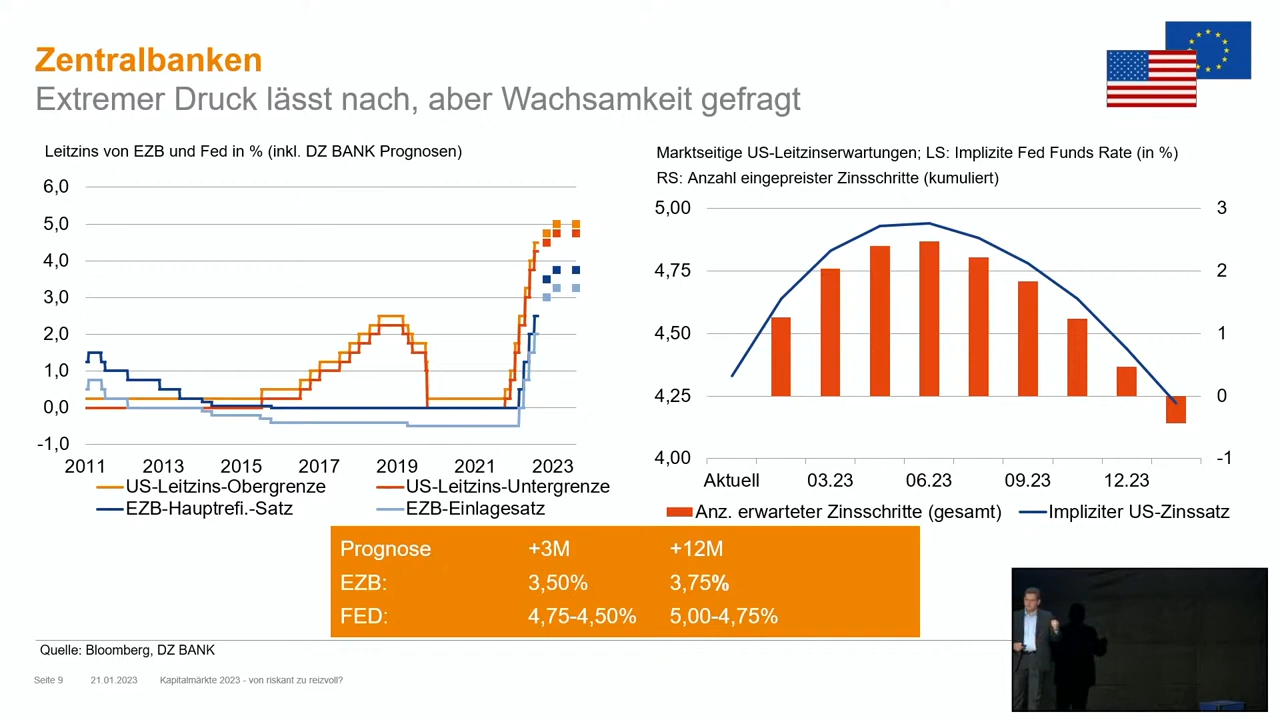 Zentralbanken
Extremer Druck lässt nach, aber Wachsamkeit gefragt
Leitzins von EZB und Fed in % (inkl. DZ BANK Prognosen)
6,0
5,0
4,0
3,0
2,0
1,0
0,0
-1,0
2011 2013 2015 2017 2019 2021 2023
US-Leitzins-Obergrenze US-Leitzins-Untergrenze
EZB-Hauptrefi.-Satz EZB-Einlagesatz
Marktseitige US-Leitzinserwartungen; LS: Implizite Fed Funds Rate (in %)
RS: Anzahl eingepreister Zinsschritte (kumuliert)
5,00 3
4,75 2
4,50 1
4,25 0
4,00 -1
Aktuell 03.23 06.23 09.23 12.23
Anz. erwarteter Zinsschritte (gesamt) Impliziter US-Zinssatz
Prognose +3M +12M
EZB: 3,50% 3,75%
FED: 4,75-4,50% 5,00-4,75%
Quelle: Bloomberg, DZ BANK
Seite 9 21.01.2023 Kapitalmärkte 2023 - von riskant zu reizvoll?